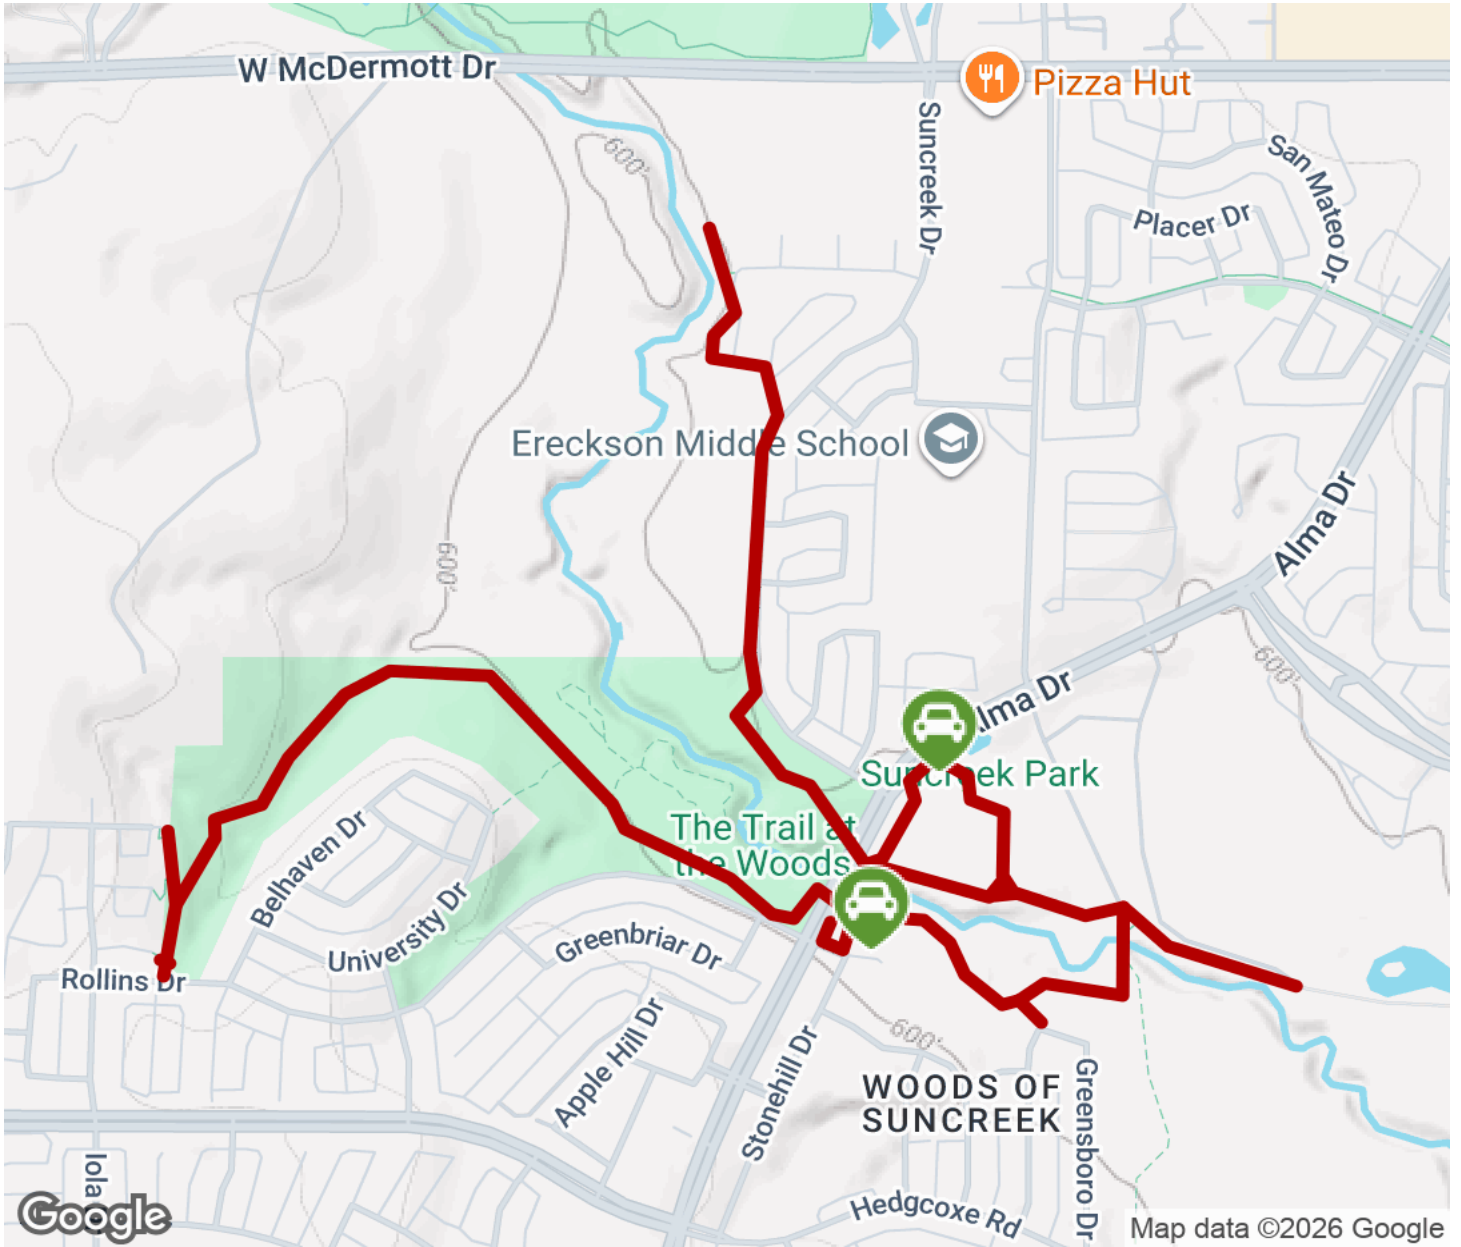 W McDermott Dr
Pizza Hut
Suncreek Dr
San Mateo Dr
Placer Dr
600'
Ereckson Middle School
Alma Dr
600'
600'
Alma Dr
Suncreek Park
The Trail at
the Woods
Belhaven Dr
University Dr
Greenbriar Dr
Rollins Dr
Apple Hill Dr
600'
Stonehill Dr
WOODS OF
SUNCREEK
Greensboro Dr
Iola
Hedgcoxe Rd
Google
Map data ©2026 Google